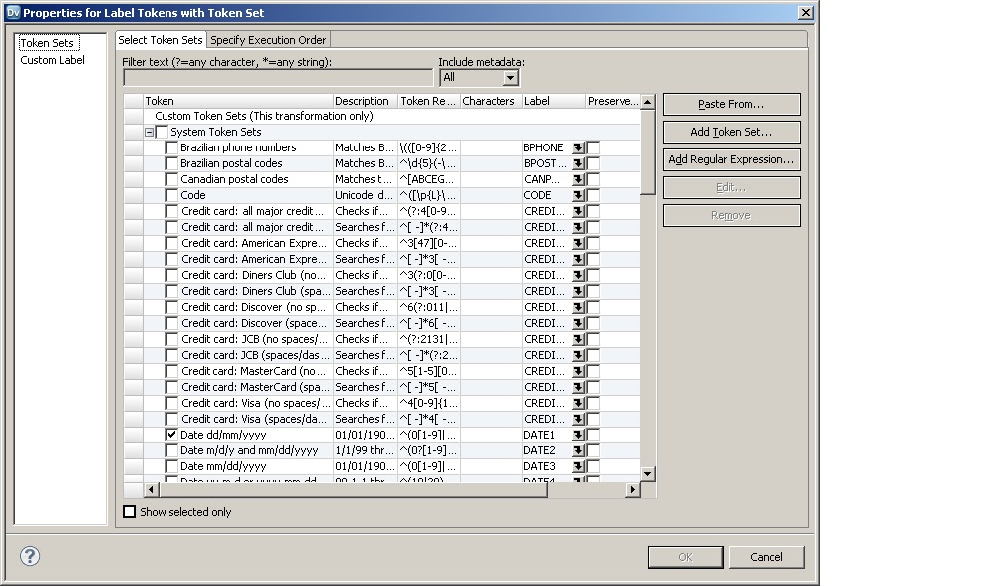 Dv Properties for Label Tokens with Token Set
Token Sets
Custom Label
Select Token Sets Specify Execution Order
Filter text (?=any character, *=any string): Include metadata:
All
Token Description Token Re... Characters Label Preserve...
Custom Token Sets (This transformation only)
System Token Sets
Brazilian phone numbers Matches B... \(([0-9]{2... BPHONE
Brazilian postal codes Matches B... ^\d{5}(-\... BPOST...
Canadian postal codes Matches t... ^[ABCEG... CANP...
Code Unicode d... ^([\p{L}\... CODE
Credit card: all major credit... Checks if... ^(?:4[0-9... CREDI...
Credit card: all major credit... Searches f... ^[ -]*(?:4... CREDI...
Credit card: American Expre... Checks if... ^3[47][0-... CREDI...
Credit card: American Expre... Searches f... ^[ -]*3[ -... CREDI...
Credit card: Diners Club (no... Checks if... ^3(?:0[0-... CREDI...
Credit card: Diners Club (spa... Searches f... ^[ -]*3[ -... CREDI...
Credit card: Discover (no sp... Checks if... ^6(?:011|... CREDI...
Credit card: Discover (space... Searches f... ^[ -]*6[ -... CREDI...
Credit card: JCB (no spaces/... Checks if... ^(?:2131|... CREDI...
Credit card: JCB (spaces/das... Searches f... ^[ -]*(?:2... CREDI...
Credit card: MasterCard (no... Checks if... ^5[1-5][0... CREDI...
Credit card: MasterCard (spa... Searches f... ^[ -]*5[ -... CREDI...
Credit card: Visa (no spaces/... Checks if... ^4[0-9]{1... CREDI...
Credit card: Visa (spaces/da... Searches f... ^[ -]*4[ -... CREDI...
Date dd/mm/yyyy 01/01/190... ^(0[1-9]|... DATE1
Date m/d/y and mm/dd/yyyy 1/1/99 thr... ^(0?[1-9]... DATE2
Date mm/dd/yyyy 01/01/190... ^(0[1-9]|... DATE3
Paste From...
Add Token Set...
Add Regular Expression...
Edit...
Remove
Show selected only
?
OK Cancel